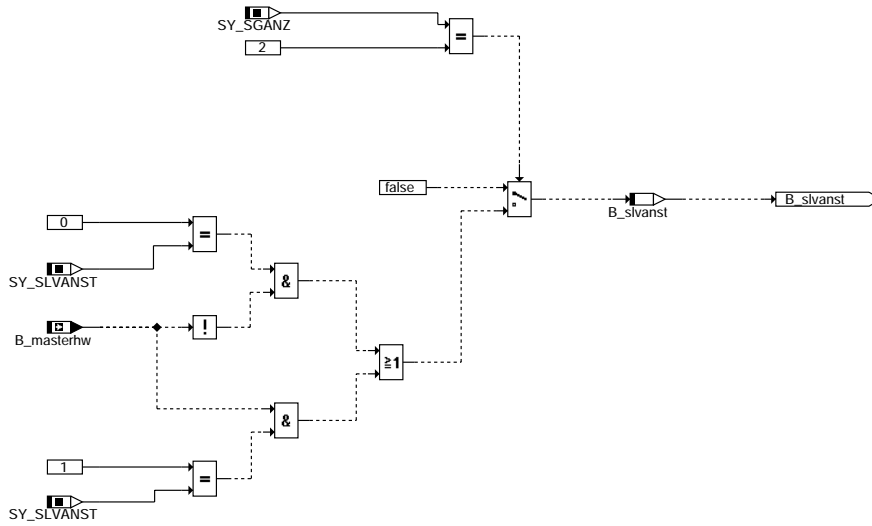 SY_SGANZ
2
=
false
B_slvanst
B_slvanst
0
=
SY_SLVANST
&
B_masterhw
!
≧1
&
1
=
SY_SLVANST